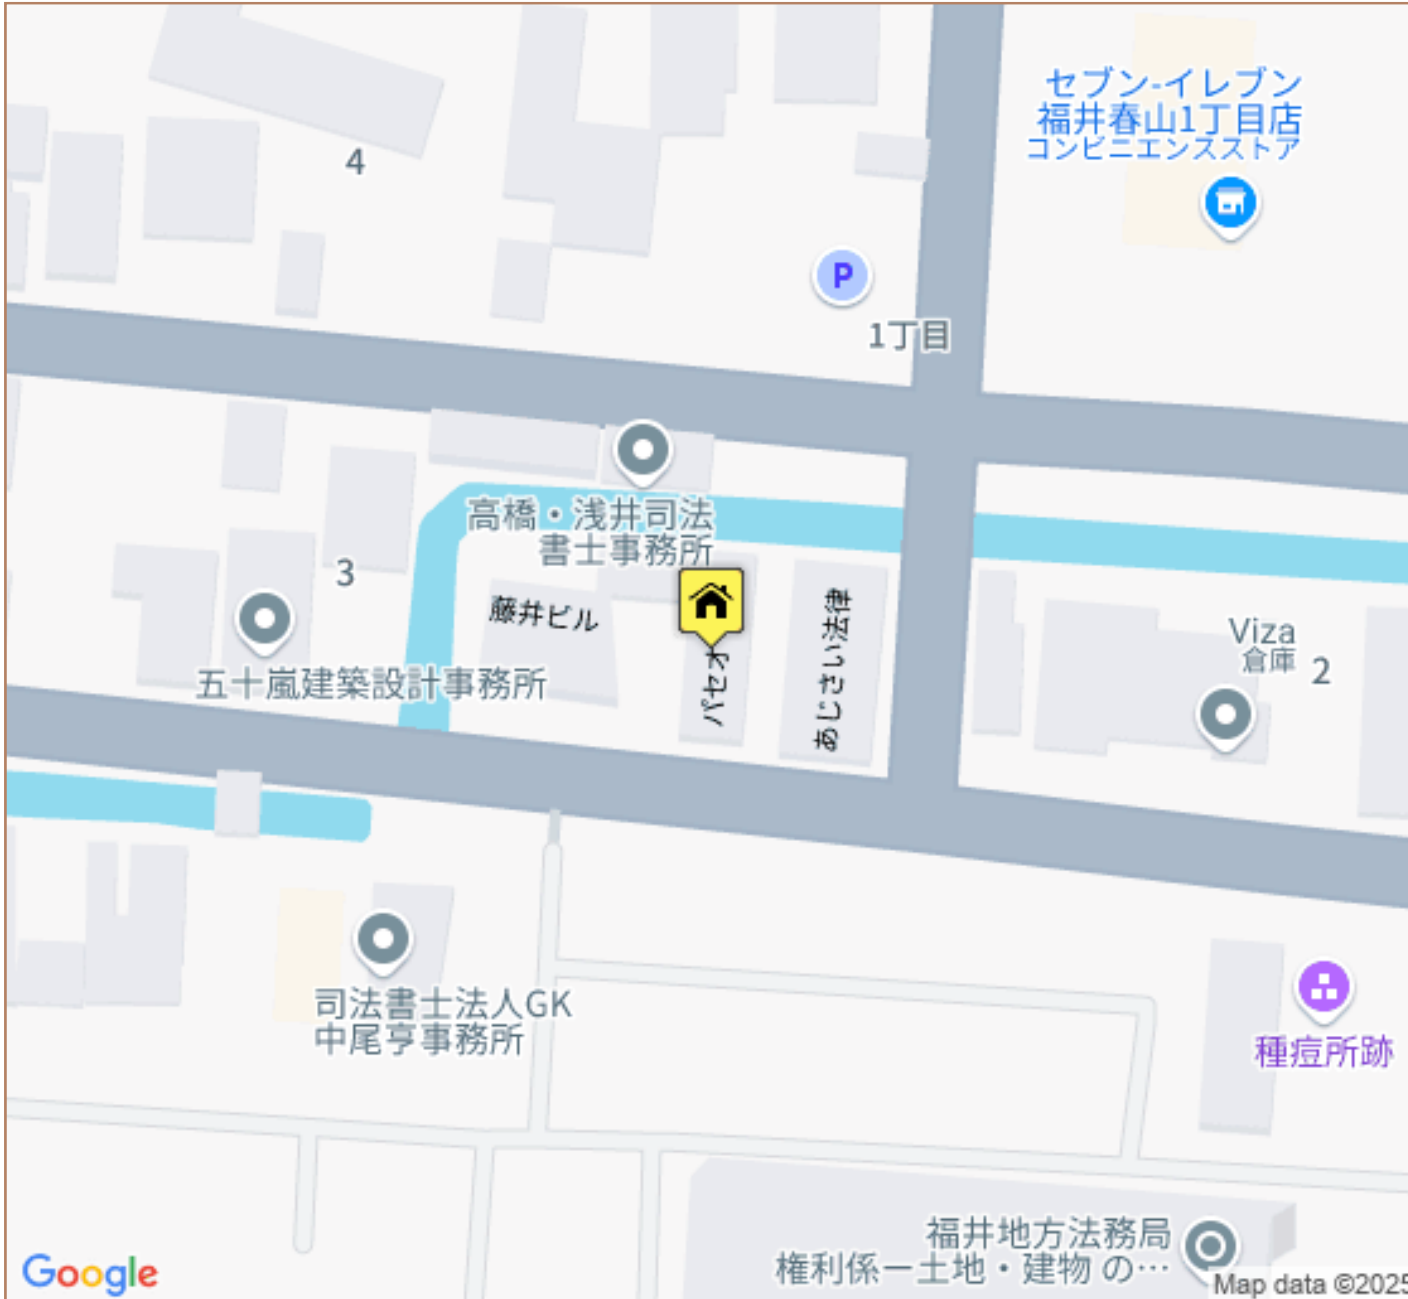 セブン-イレブン
福井春山1丁目店
コンビニエンスストア
4
P
1丁目
高橋・浅井司法
書士事務所
3
藤井ビル
パセオ
あじさい法律
Viza
倉庫
2
五十嵐建築設計事務所
司法書士法人GK
中尾亨事務所
種痘所跡
福井地方法務局
権利係ー土地・建物 の…
Google
Map data ©2025